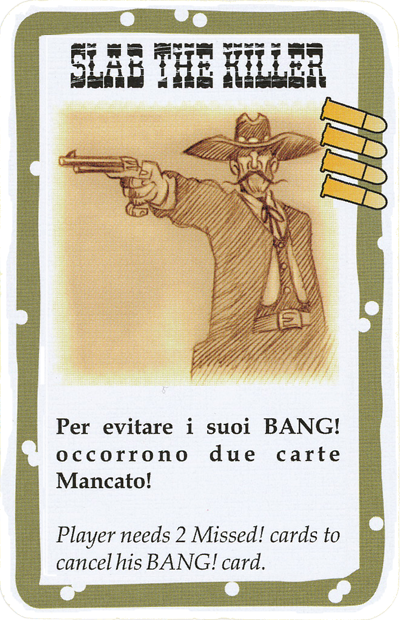 SLAB THE KILLER
Per evitare i suoi BANG!
occorrono due carte
Mancato!
Player needs 2 Missed! cards to
cancel his BANG! card.